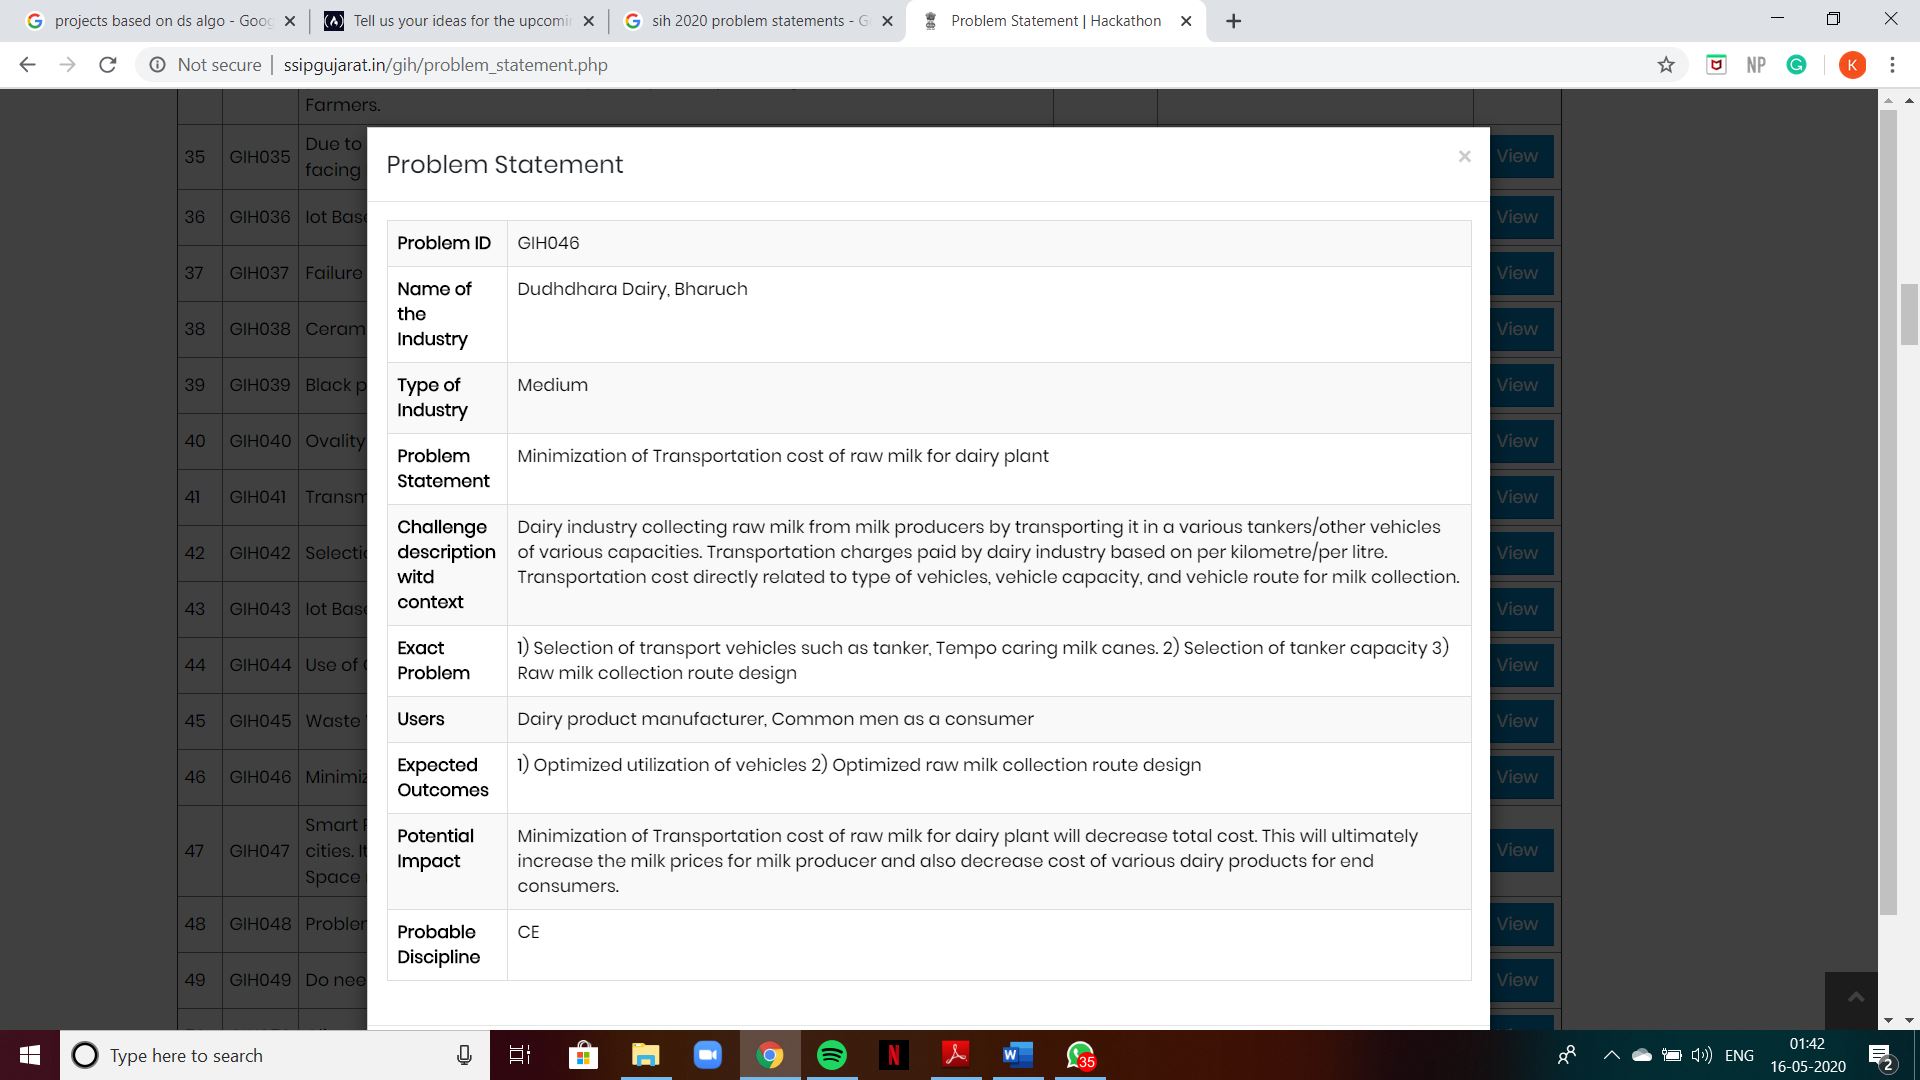 projects based on ds algo - Goog
Tell us your ideas for the upcomin
sih 2020 problem statements - G
Problem Statement | Hackathon
Not secure | ssipgujarat.in/gih/problem_statement.php
NP
K
Farmers.
35 GIH035 Due to
facing
View
36 GIH036 Iot Base
View
37 GIH037 Failure
View
38 GIH038 Ceram
View
39 GIH039 Black p
View
40 GIH040 Ovality
View
41 GIH041 Transm
View
42 GIH042 Selectio
View
43 GIH043 Iot Base
View
44 GIH044 Use of
View
45 GIH045 Waste
View
46 GIH046 Minimiz
View
47 GIH047 Smart
cities. It
Space
View
48 GIH048 Problem
View
49 GIH049 Do nee
View
Problem Statement
×
Problem ID GIH046
Name of
the
Industry
Dudhdhara Dairy, Bharuch
Type of
Industry
Medium
Problem
Statement
Minimization of Transportation cost of raw milk for dairy plant
Challenge
description
witd
context
Dairy industry collecting raw milk from milk producers by transporting it in a various tankers/other vehicles
of various capacities. Transportation charges paid by dairy industry based on per kilometre/per litre.
Transportation cost directly related to type of vehicles, vehicle capacity, and vehicle route for milk collection.
Exact
Problem
1) Selection of transport vehicles such as tanker, Tempo caring milk canes. 2) Selection of tanker capacity 3)
Raw milk collection route design
Users Dairy product manufacturer, Common men as a consumer
Expected
Outcomes
1) Optimized utilization of vehicles 2) Optimized raw milk collection route design
Potential
Impact
Minimization of Transportation cost of raw milk for dairy plant will decrease total cost. This will ultimately
increase the milk prices for milk producer and also decrease cost of various dairy products for end
consumers.
Probable
Discipline
CE
Type here to search
35
ENG
01:42
16-05-2020
2